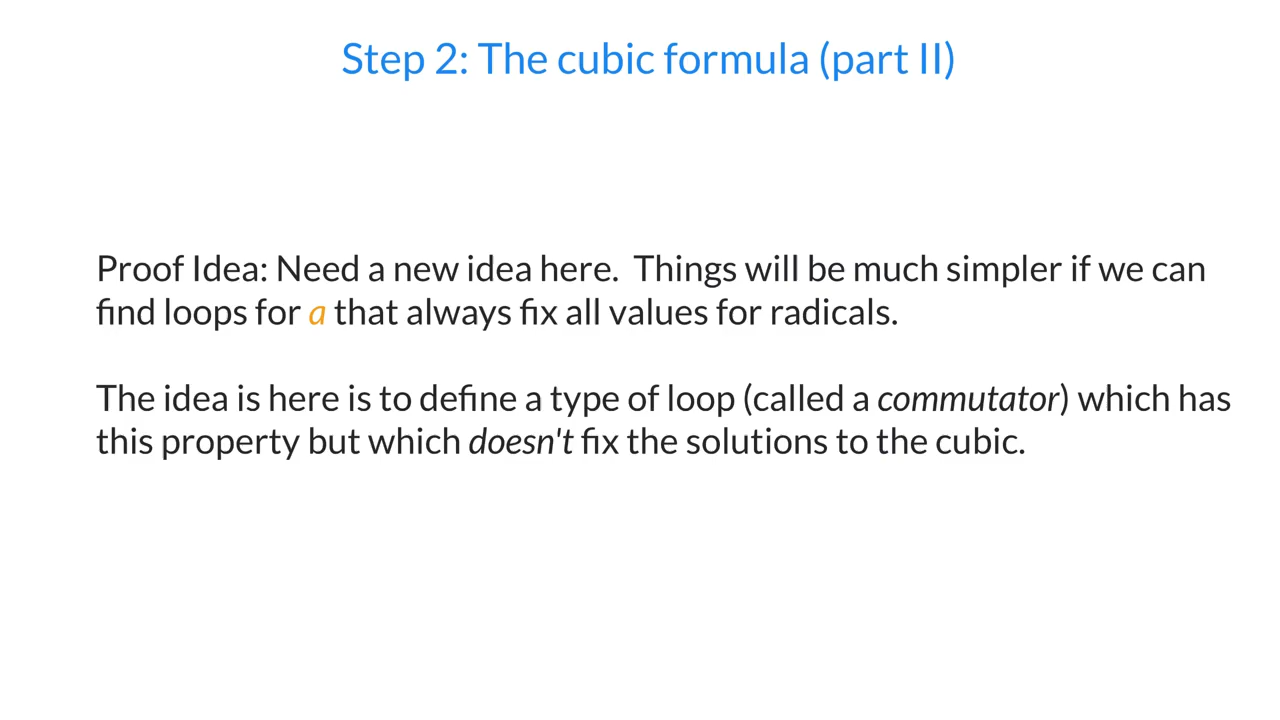 Step 2: The cubic formula (part II)
Proof Idea: Need a new idea here.  Things will be much simpler if we can
find loops for a that always fix all values for radicals.
The idea is here is to define a type of loop (called a commutator) which has
this property but which doesn't fix the solutions to the cubic.